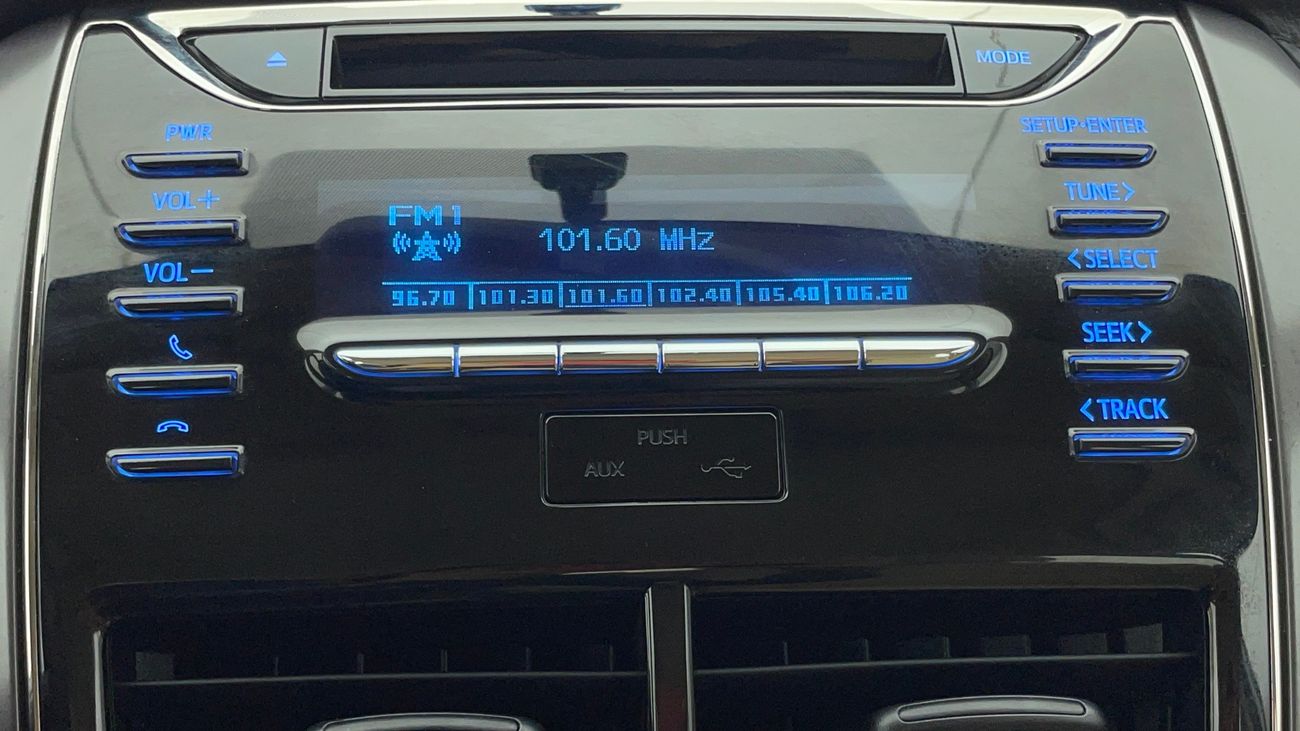 MODE
PWR
SETUP•ENTER
VOL+
TUNE>
FM1
101.60 MHz
<SELECT
VOL-
96.70 101.30 101.60 102.40 105.40 106.20
SEEK>
<TRACK
PUSH
AUX